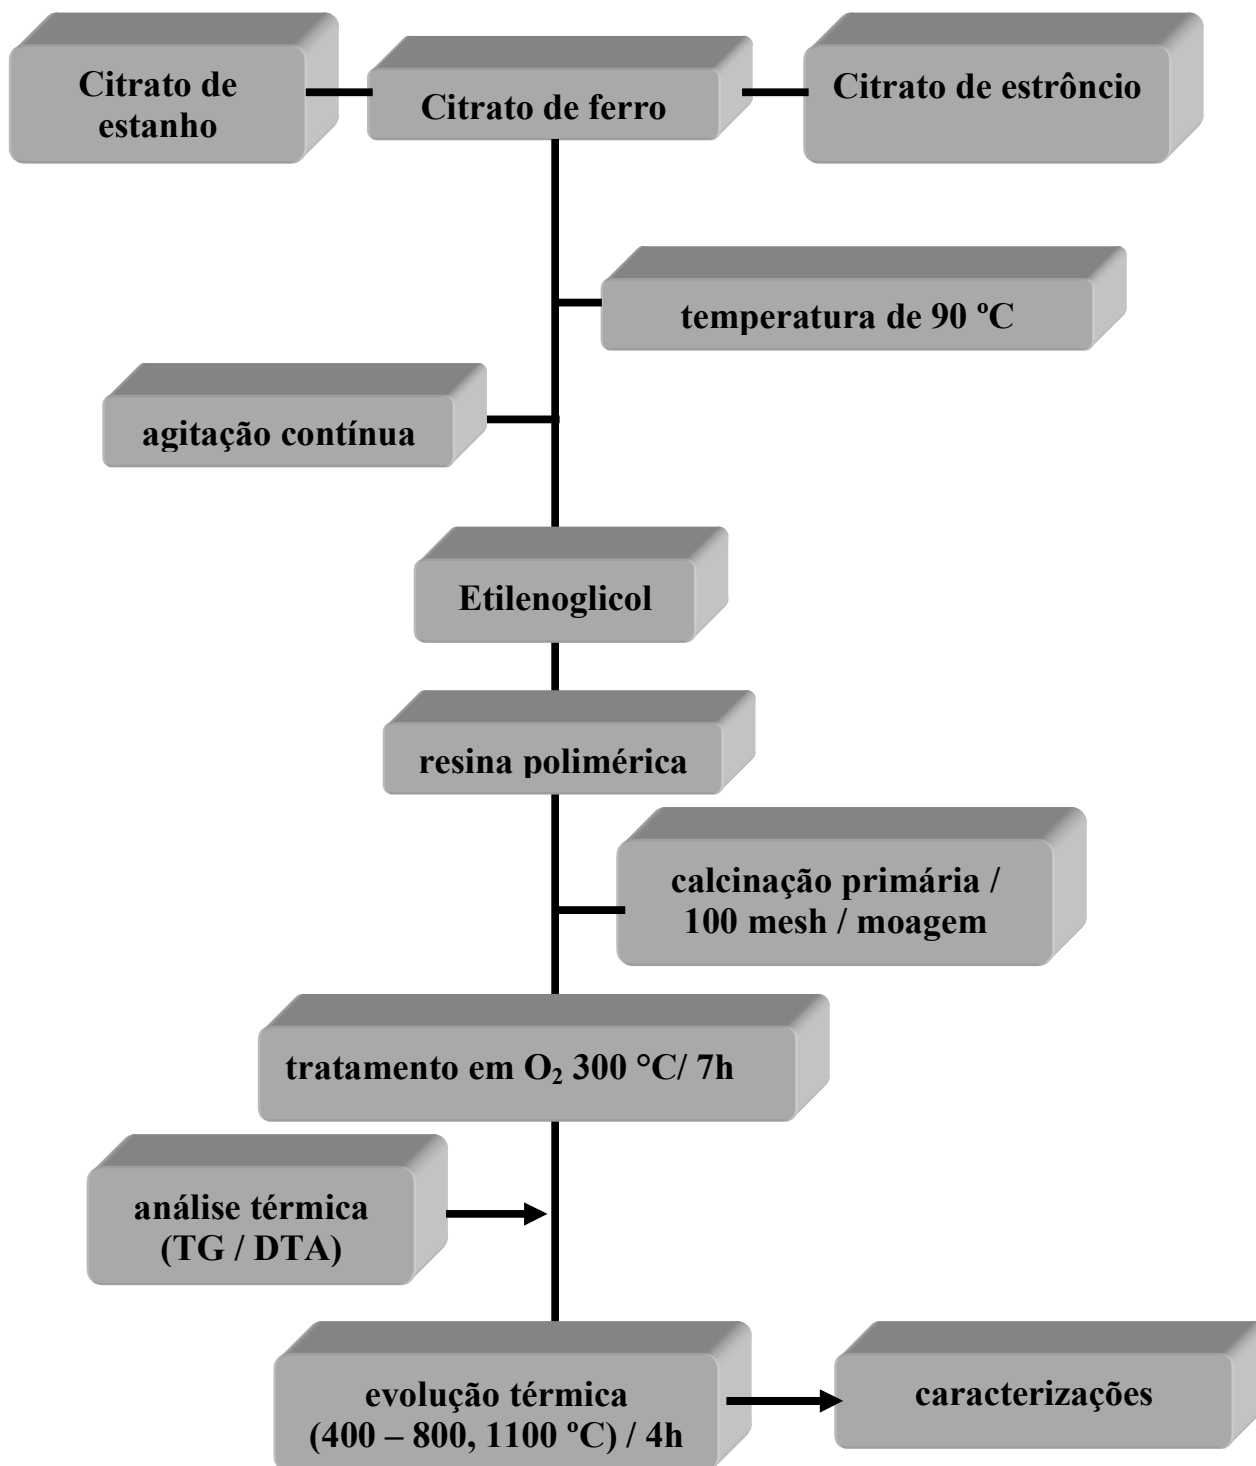 Citrato de
estanho
Citrato de ferro
Citrato de estrôncio
temperatura de 90 ºC
agitação contínua
Etilenoglicol
resina polimérica
calcinação primária /
100 mesh / moagem
tratamento em O₂ 300 °C/ 7h
análise térmica
(TG / DTA)
evolução térmica
(400 – 800, 1100 ºC) / 4h
caracterizações